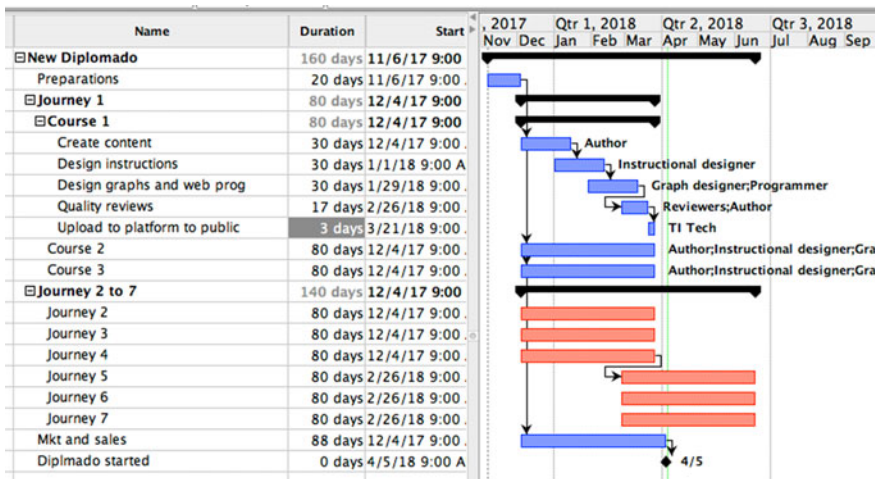 Name Duration Start , 2017 Qtr 1, 2018 Qtr 2, 2018 Qtr 3, 2018
Nov Dec Jan Feb Mar Apr May Jun Jul Aug Sep
New Diplomado 160 days 11/6/17 9:00
Preparations 20 days 11/6/17 9:00 .
Journey 1 80 days 12/4/17 9:00
Course 1 80 days 12/4/17 9:00
Create content 30 days 12/4/17 9:00 . Author
Design instructions 30 days 1/1/18 9:00 A Instructional designer
Design graphs and web prog 30 days 1/29/18 9:00 . Graph designer;Programmer
Quality reviews 17 days 2/26/18 9:00 . Reviewers;Author
Upload to platform to public 3 days 3/21/18 9:00 . TI Tech
Course 2 80 days 12/4/17 9:00 . Author;Instructional designer;Gra
Course 3 80 days 12/4/17 9:00 . Author;Instructional designer;Gra
Journey 2 to 7 140 days 12/4/17 9:00
Journey 2 80 days 12/4/17 9:00 .
Journey 3 80 days 12/4/17 9:00 .
Journey 4 80 days 12/4/17 9:00 .
Journey 5 80 days 2/26/18 9:00 .
Journey 6 80 days 2/26/18 9:00 .
Journey 7 80 days 2/26/18 9:00 .
Mkt and sales 88 days 12/4/17 9:00 .
Diplmado started 0 days 4/5/18 9:00 A 4/5